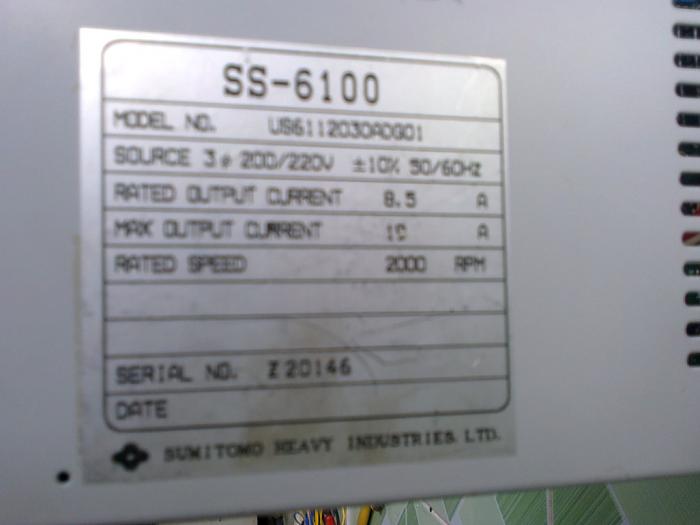 SS-6100
MODEL NO. US6112030ADG01
SOURCE 3φ 200/220V ±10% 50/60Hz
RATED OUTPUT CURRENT 8.5 A
MAX OUTPUT CURRENT A
RATED SPEED 2000 RPM
SERIAL NO. Z20146
DATE
SUMITOMO HEAVY INDUSTRIES. LTD.